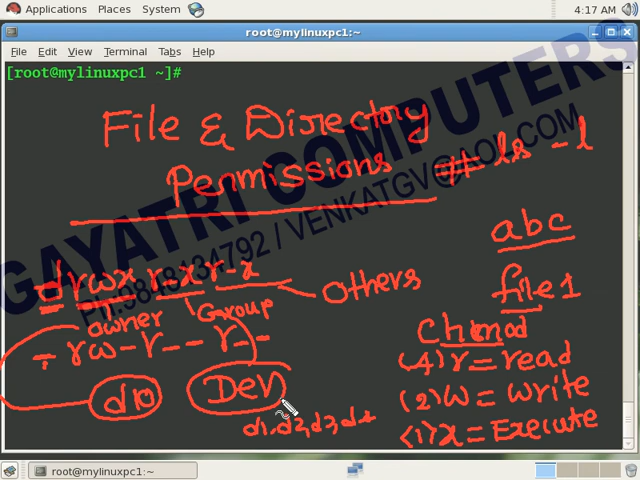 Applications Places System 4:17 AM
root@mylinuxpc1:~
File Edit View Terminal Tabs Help
[root@mylinuxpc1 ~]#
File & Directory
Permissions # ls -l
GAYATRI COMPUTERS
Ph:9848134792 / VENKATGV@AOL.COM
abc
drwxr-xr-x
Others
file1
owner Group
- rw-r--r--
Chmod
(4) r = read
d10 Dev
(2) w = write
d1,d2,d3,d4
(1) x = Execute
root@mylinuxpc1:~